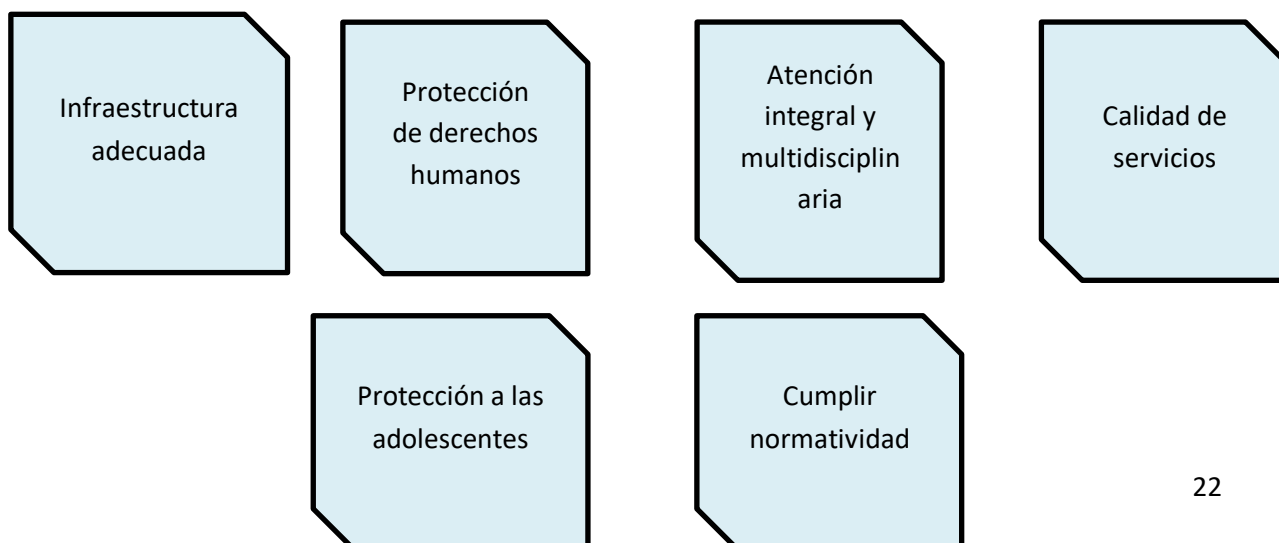 Infraestructura
adecuada
Protección
de derechos
humanos
Atención
integral y
multidisciplin
aria
Calidad de
servicios
Protección a las
adolescentes
Cumplir
normatividad
22